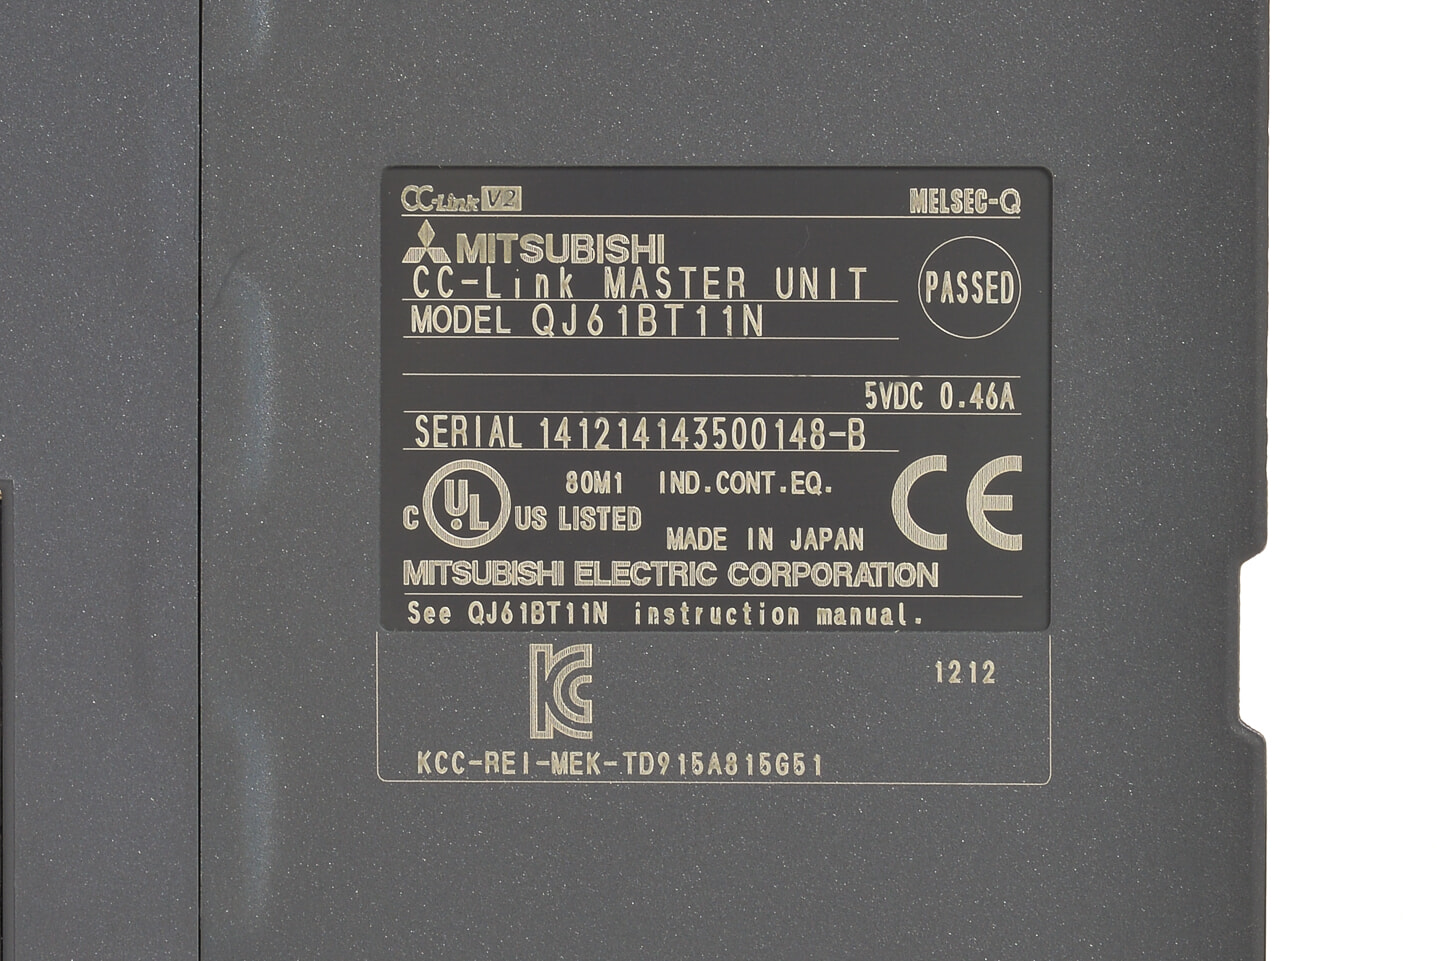 CC-Link V2 MELSEC-Q
MITSUBISHI
CC-Link MASTER UNIT
PASSED
MODEL QJ61BT11N
5VDC 0.46A
SERIAL 141214143500148-B
80M1 IND.CONT.EQ.
C UL US LISTED
CE
MADE IN JAPAN
MITSUBISHI ELECTRIC CORPORATION
See QJ61BT11N instruction manual.
KC
1212
KCC-REI-MEK-TD915A815G51